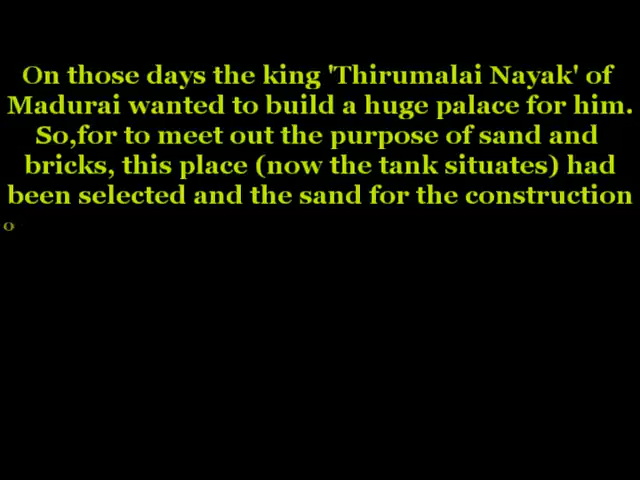 On those days the king 'Thirumalai Nayak' of
Madurai wanted to build a huge palace for him.
So,for to meet out the purpose of sand and
bricks, this place (now the tank situates) had
been selected and the sand for the construction
o